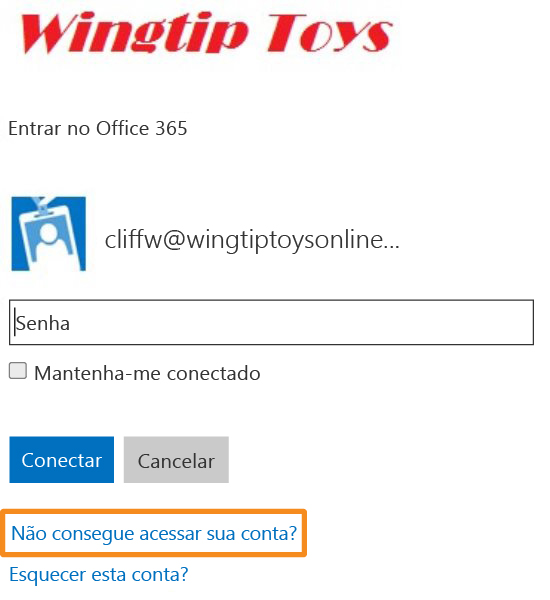 Wingtip Toys
Entrar no Office 365
cliffw@wingtiptoysonline...
Senha
Mantenha-me conectado
Conectar Cancelar
Não consegue acessar sua conta?
Esquecer esta conta?